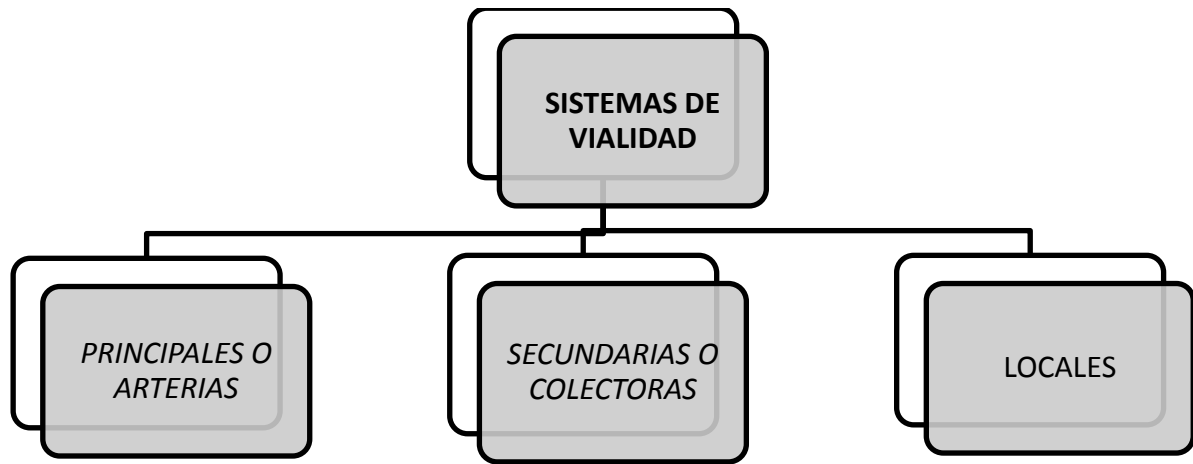 SISTEMAS DE
VIALIDAD
PRINCIPALES O
ARTERIAS
SECUNDARIAS O
COLECTORAS
LOCALES